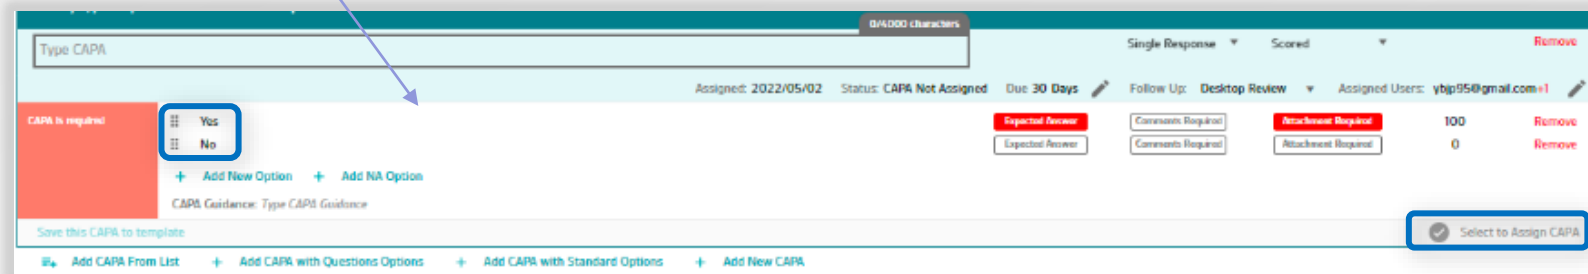 0/4000 characters
Type CAPA
Single Response Scored Remove
Assigned: 2022/05/02 Status: CAPA Not Assigned Due 30 Days Follow Up: Desktop Review Assigned Users: ybjp95@gmail.com+1
CAPA is required
Yes Expected Answer Comments Required Attachment Required 100 Remove
No Expected Answer Comments Required Attachment Required 0 Remove
+ Add New Option + Add NA Option
CAPA Guidance: Type CAPA Guidance
Save this CAPA to template Select to Assign CAPA
Add CAPA From List + Add CAPA with Questions Options + Add CAPA with Standard Options + Add New CAPA